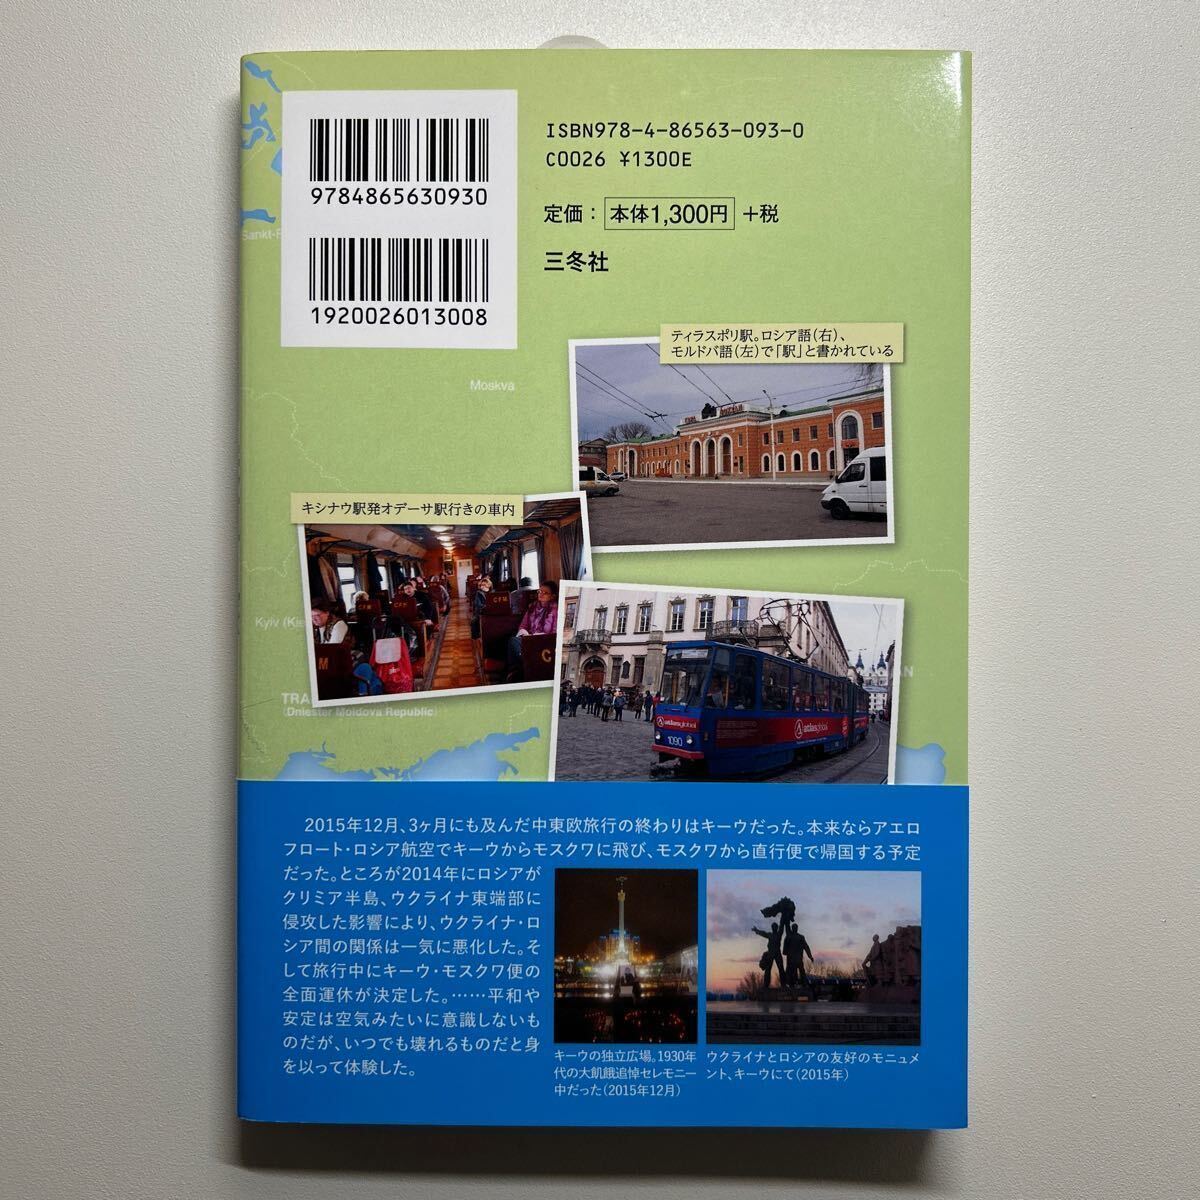 ISBN978-4-86563-093-0
C0026 ¥1300E
9784865630930
定価：本体1,300円＋税
三冬社
1920026013008
ティラスポリ駅。ロシア語（右）、
モルドバ語（左）で「駅」と書かれている
Moskva
キシナウ駅発オデーサ駅行きの車内
Kyiv (Kie
CFM
atlasglobal
1090
(Dniester Moldova Republic)
2015年12月、3ヶ月にも及んだ中東欧旅行の終わりはキーウだった。本来ならアエロ
フロート・ロシア航空でキーウからモスクワに飛び、モスクワから直行便で帰国する予定
だった。ところが2014年にロシアが
クリミア半島、ウクライナ東端部に
侵攻した影響により、ウクライナ・ロ
シア間の関係は一気に悪化した。そ
して旅行中にキーウ・モスクワ便の
全面運休が決定した。……平和や
安定は空気みたいに意識しないも
のだが、いつでも壊れるものだと身
を以って体験した。
キーウの独立広場。1930年
代の大飢餓追悼セレモニー
中だった（2015年12月）
ウクライナとロシアの友好のモニュメ
ント、キーウにて（2015年）